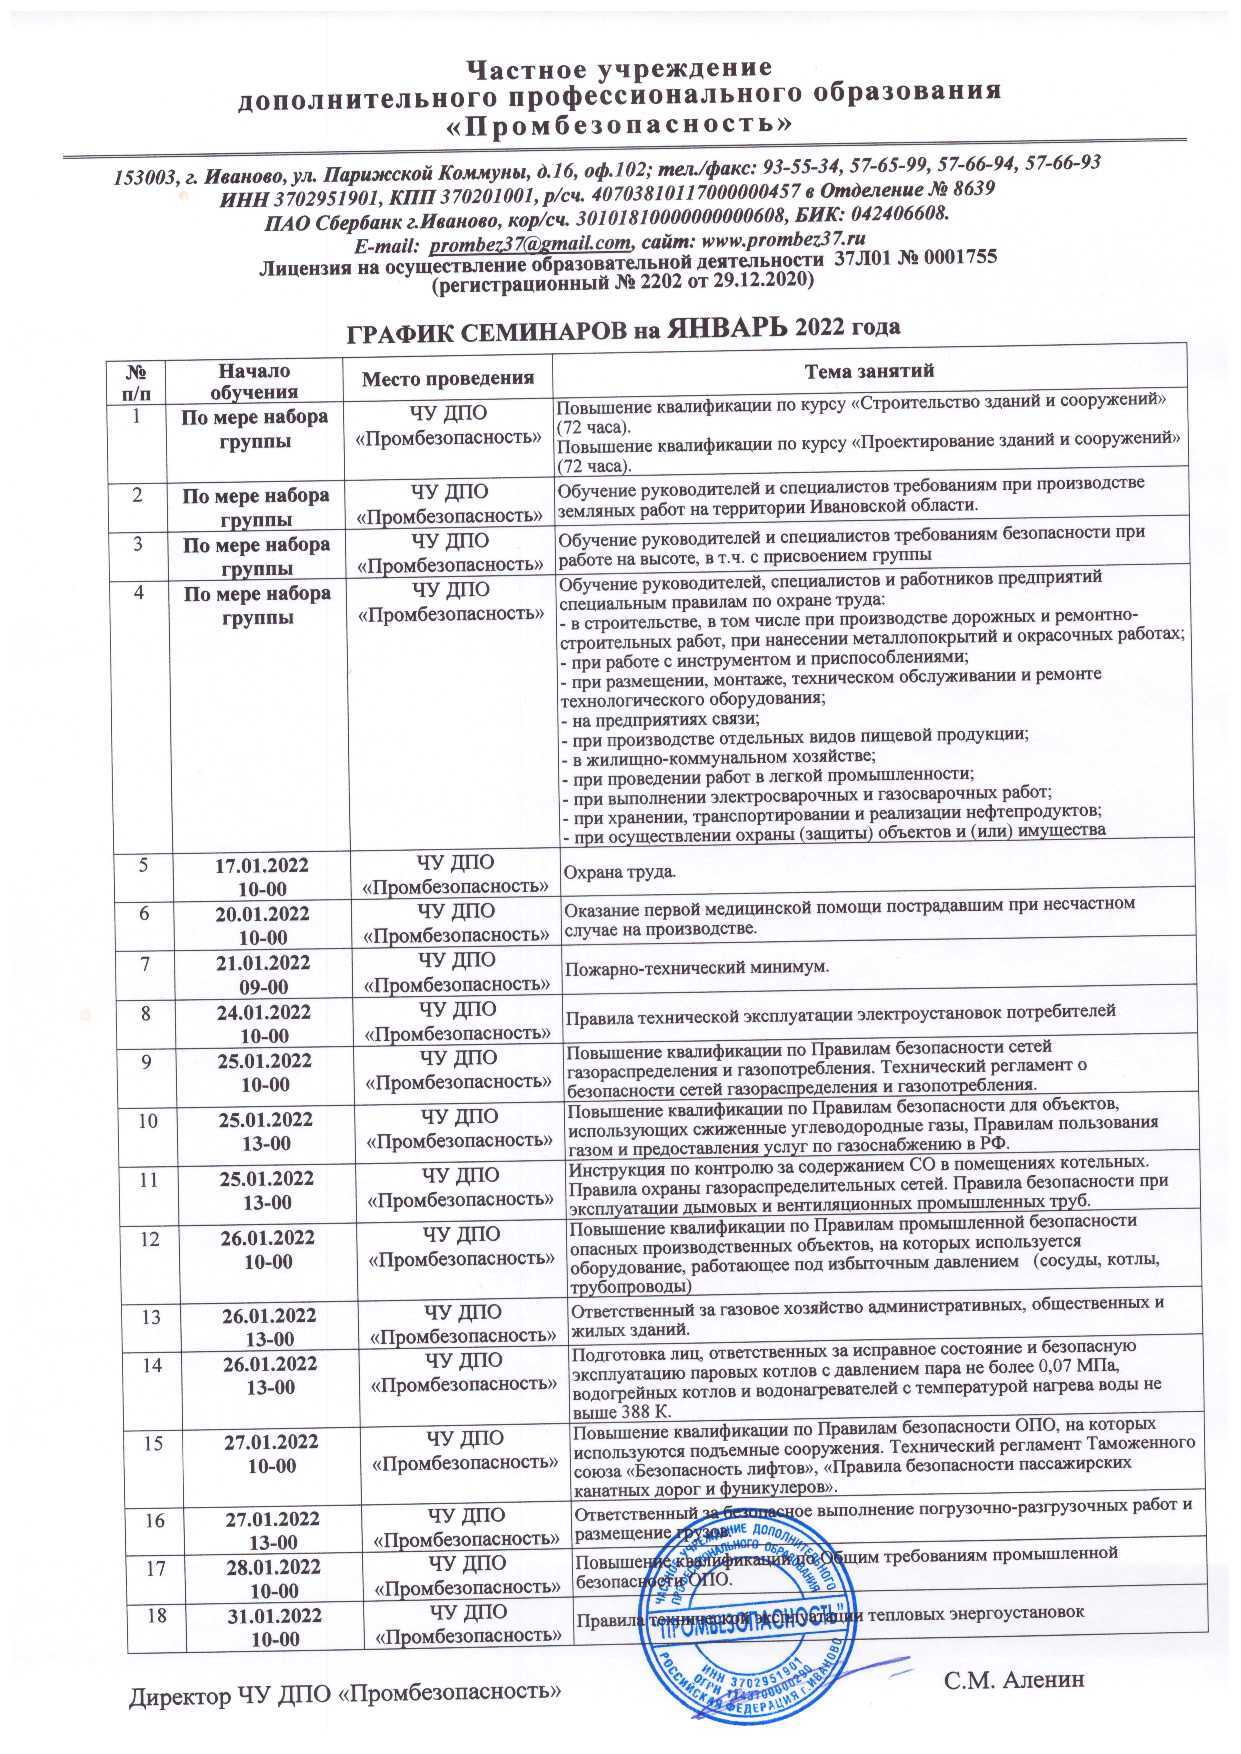 Частное учреждение
дополнительного профессионального образования
«Промбезопасность»
153003, г. Иваново, ул. Парижской Коммуны, д.16, оф.102; тел./факс: 93-55-34, 57-65-99, 57-66-94, 57-66-93
ИНН 3702951901, КПП 370201001, р/сч. 40703810117000000457 в Отделение № 8639
ПАО Сбербанк г.Иваново, кор/сч. 30101810000000000608, БИК: 042406608.
E-mail: prombez37@gmail.com, сайт: www.prombez37.ru
Лицензия на осуществление образовательной деятельности 37Л01 № 0001755
(регистрационный № 2202 от 29.12.2020)
ГРАФИК СЕМИНАРОВ на ЯНВАРЬ 2022 года
№ Начало Место проведения Тема занятий
п/п обучения
1 По мере набора ЧУ ДПО Повышение квалификации по курсу «Строительство зданий и сооружений»
группы «Промбезопасность» (72 часа).
Повышение квалификации по курсу «Проектирование зданий и сооружений»
(72 часа).
2 По мере набора ЧУ ДПО Обучение руководителей и специалистов требованиям при производстве
группы «Промбезопасность» земляных работ на территории Ивановской области.
3 По мере набора ЧУ ДПО Обучение руководителей и специалистов требованиям безопасности при
группы «Промбезопасность» работе на высоте, в т.ч. с присвоением группы
4 По мере набора ЧУ ДПО Обучение руководителей, специалистов и работников предприятий
группы «Промбезопасность» специальным правилам по охране труда:
- в строительстве, в том числе при производстве дорожных и ремонтно-
строительных работ, при нанесении металлопокрытий и окрасочных работах;
- при работе с инструментом и приспособлениями;
- при размещении, монтаже, техническом обслуживании и ремонте
технологического оборудования;
- на предприятиях связи;
- при производстве отдельных видов пищевой продукции;
- в жилищно-коммунальном хозяйстве;
- при проведении работ в легкой промышленности;
- при выполнении электросварочных и газосварочных работ;
- при хранении, транспортировании и реализации нефтепродуктов;
- при осуществлении охраны (защиты) объектов и (или) имущества
5 17.01.2022 ЧУ ДПО Охрана труда.
10-00 «Промбезопасность»
6 20.01.2022 ЧУ ДПО Оказание первой медицинской помощи пострадавшим при несчастном
10-00 «Промбезопасность» случае на производстве.
7 21.01.2022 ЧУ ДПО Пожарно-технический минимум.
09-00 «Промбезопасность»
8 24.01.2022 ЧУ ДПО Правила технической эксплуатации электроустановок потребителей
10-00 «Промбезопасность»
9 25.01.2022 ЧУ ДПО Повышение квалификации по Правилам безопасности сетей
10-00 «Промбезопасность» газораспределения и газопотребления. Технический регламент о
безопасности сетей газораспределения и газопотребления.
10 25.01.2022 ЧУ ДПО Повышение квалификации по Правилам безопасности для объектов,
13-00 «Промбезопасность» использующих сжиженные углеводородные газы, Правилам пользования
газом и предоставления услуг по газоснабжению в РФ.
11 25.01.2022 ЧУ ДПО Инструкция по контролю за содержанием СО в помещениях котельных.
13-00 «Промбезопасность» Правила охраны газораспределительных сетей. Правила безопасности при
эксплуатации дымовых и вентиляционных промышленных труб.
12 26.01.2022 ЧУ ДПО Повышение квалификации по Правилам промышленной безопасности
10-00 «Промбезопасность» опасных производственных объектов, на которых используется
оборудование, работающее под избыточным давлением (сосуды, котлы,
трубопроводы)
13 26.01.2022 ЧУ ДПО Ответственный за газовое хозяйство административных, общественных и
13-00 «Промбезопасность» жилых зданий.
14 26.01.2022 ЧУ ДПО Подготовка лиц, ответственных за исправное состояние и безопасную
13-00 «Промбезопасность» эксплуатацию паровых котлов с давлением пара не более 0,07 МПа,
водогрейных котлов и водонагревателей с температурой нагрева воды не
выше 388 К.
15 27.01.2022 ЧУ ДПО Повышение квалификации по Правилам безопасности ОПО, на которых
10-00 «Промбезопасность» используются подъемные сооружения. Технический регламент Таможенного
союза «Безопасность лифтов», «Правила безопасности пассажирских
канатных дорог и фуникулеров».
16 27.01.2022 ЧУ ДПО Ответственный за безопасное выполнение погрузочно-разгрузочных работ и
13-00 «Промбезопасность» размещение грузов.
17 28.01.2022 ЧУ ДПО Повышение квалификации по Общим требованиям промышленной
10-00 «Промбезопасность» безопасности ОПО.
18 31.01.2022 ЧУ ДПО Правила технической эксплуатации тепловых энергоустановок
10-00 «Промбезопасность»
ЧАСТНОЕ УЧРЕЖДЕНИЕ ДОПОЛНИТЕЛЬНОГО
ПРОФЕССИОНАЛЬНОГО ОБРАЗОВАНИЯ
"ПРОМБЕЗОПАСНОСТЬ"
ИНН 3702951901
ОГРН
РОССИЙСКАЯ ФЕДЕРАЦИЯ Г.ИВАНОВО
Директор ЧУ ДПО «Промбезопасность» С.М. Аленин